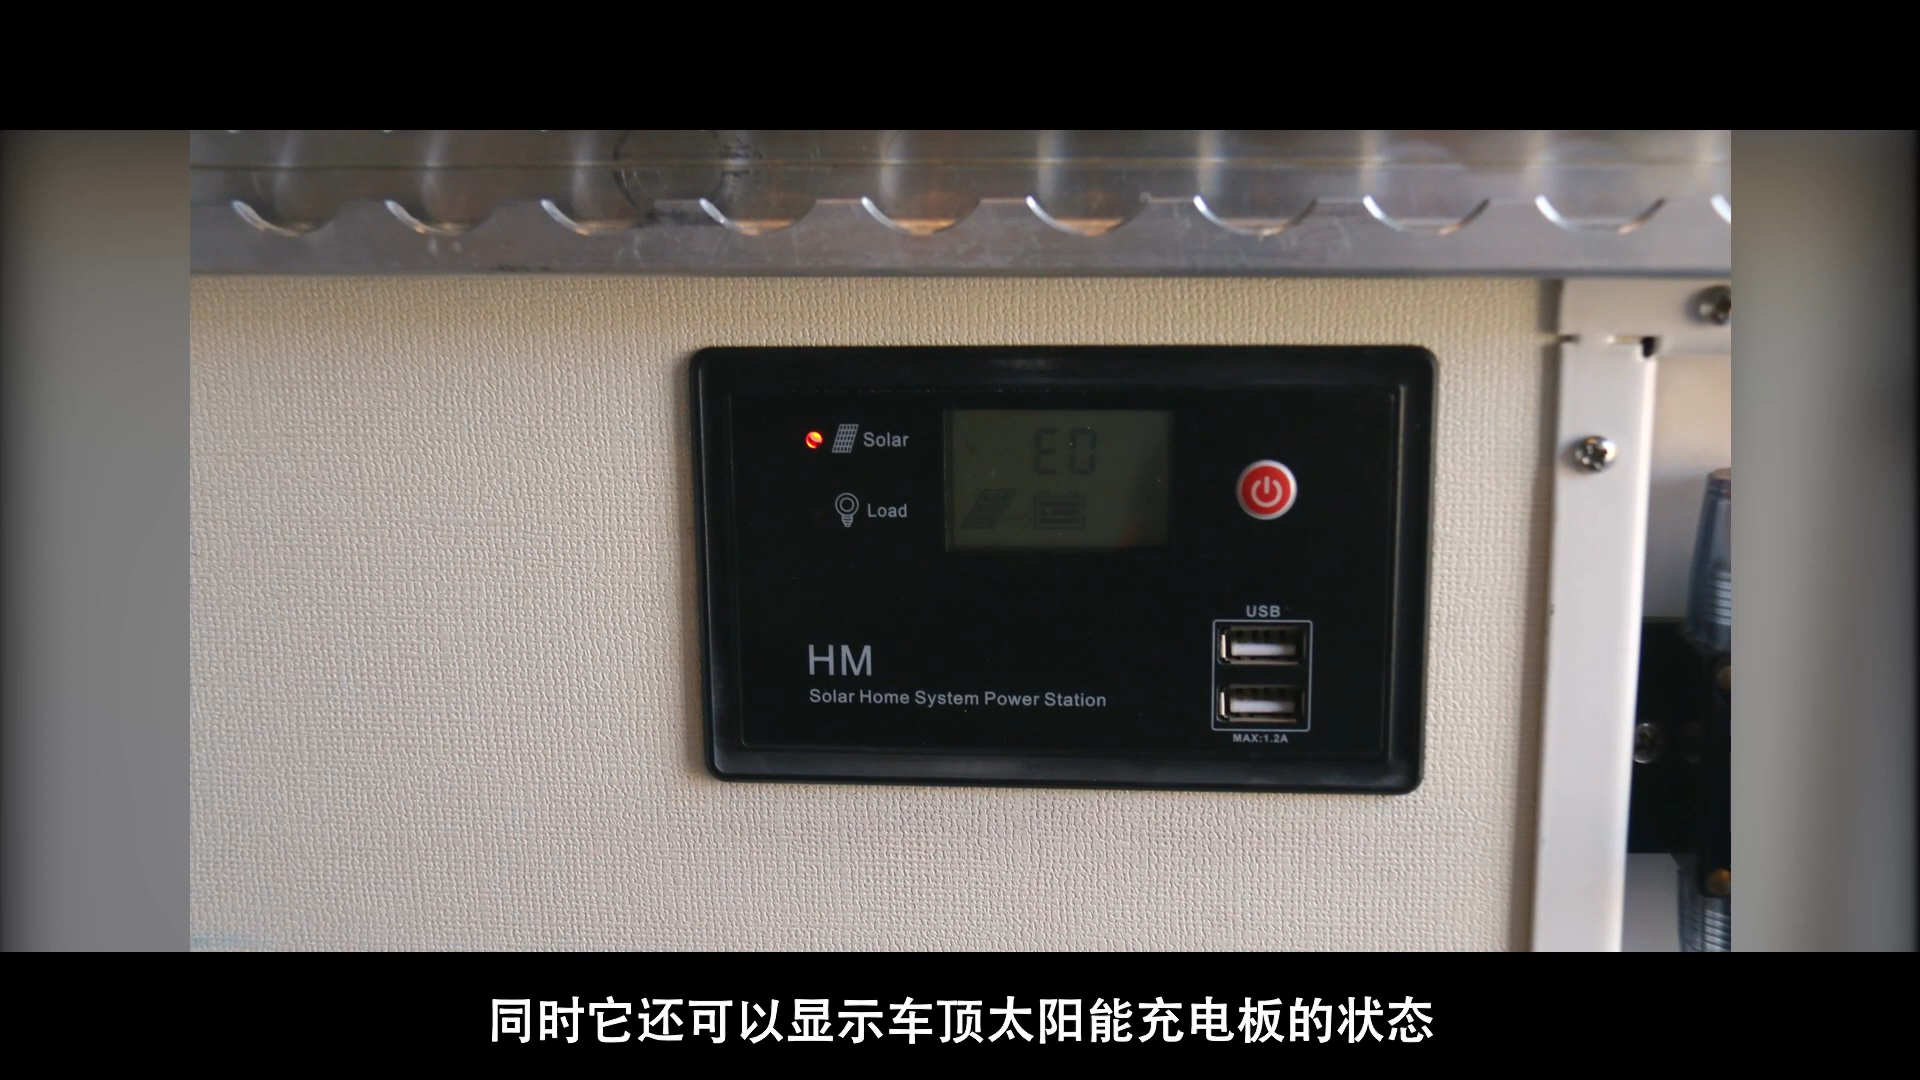 Solar
E0
Load
USB
HM
Solar Home System Power Station
MAX:1.2A
同时它还可以显示车顶太阳能充电板的状态